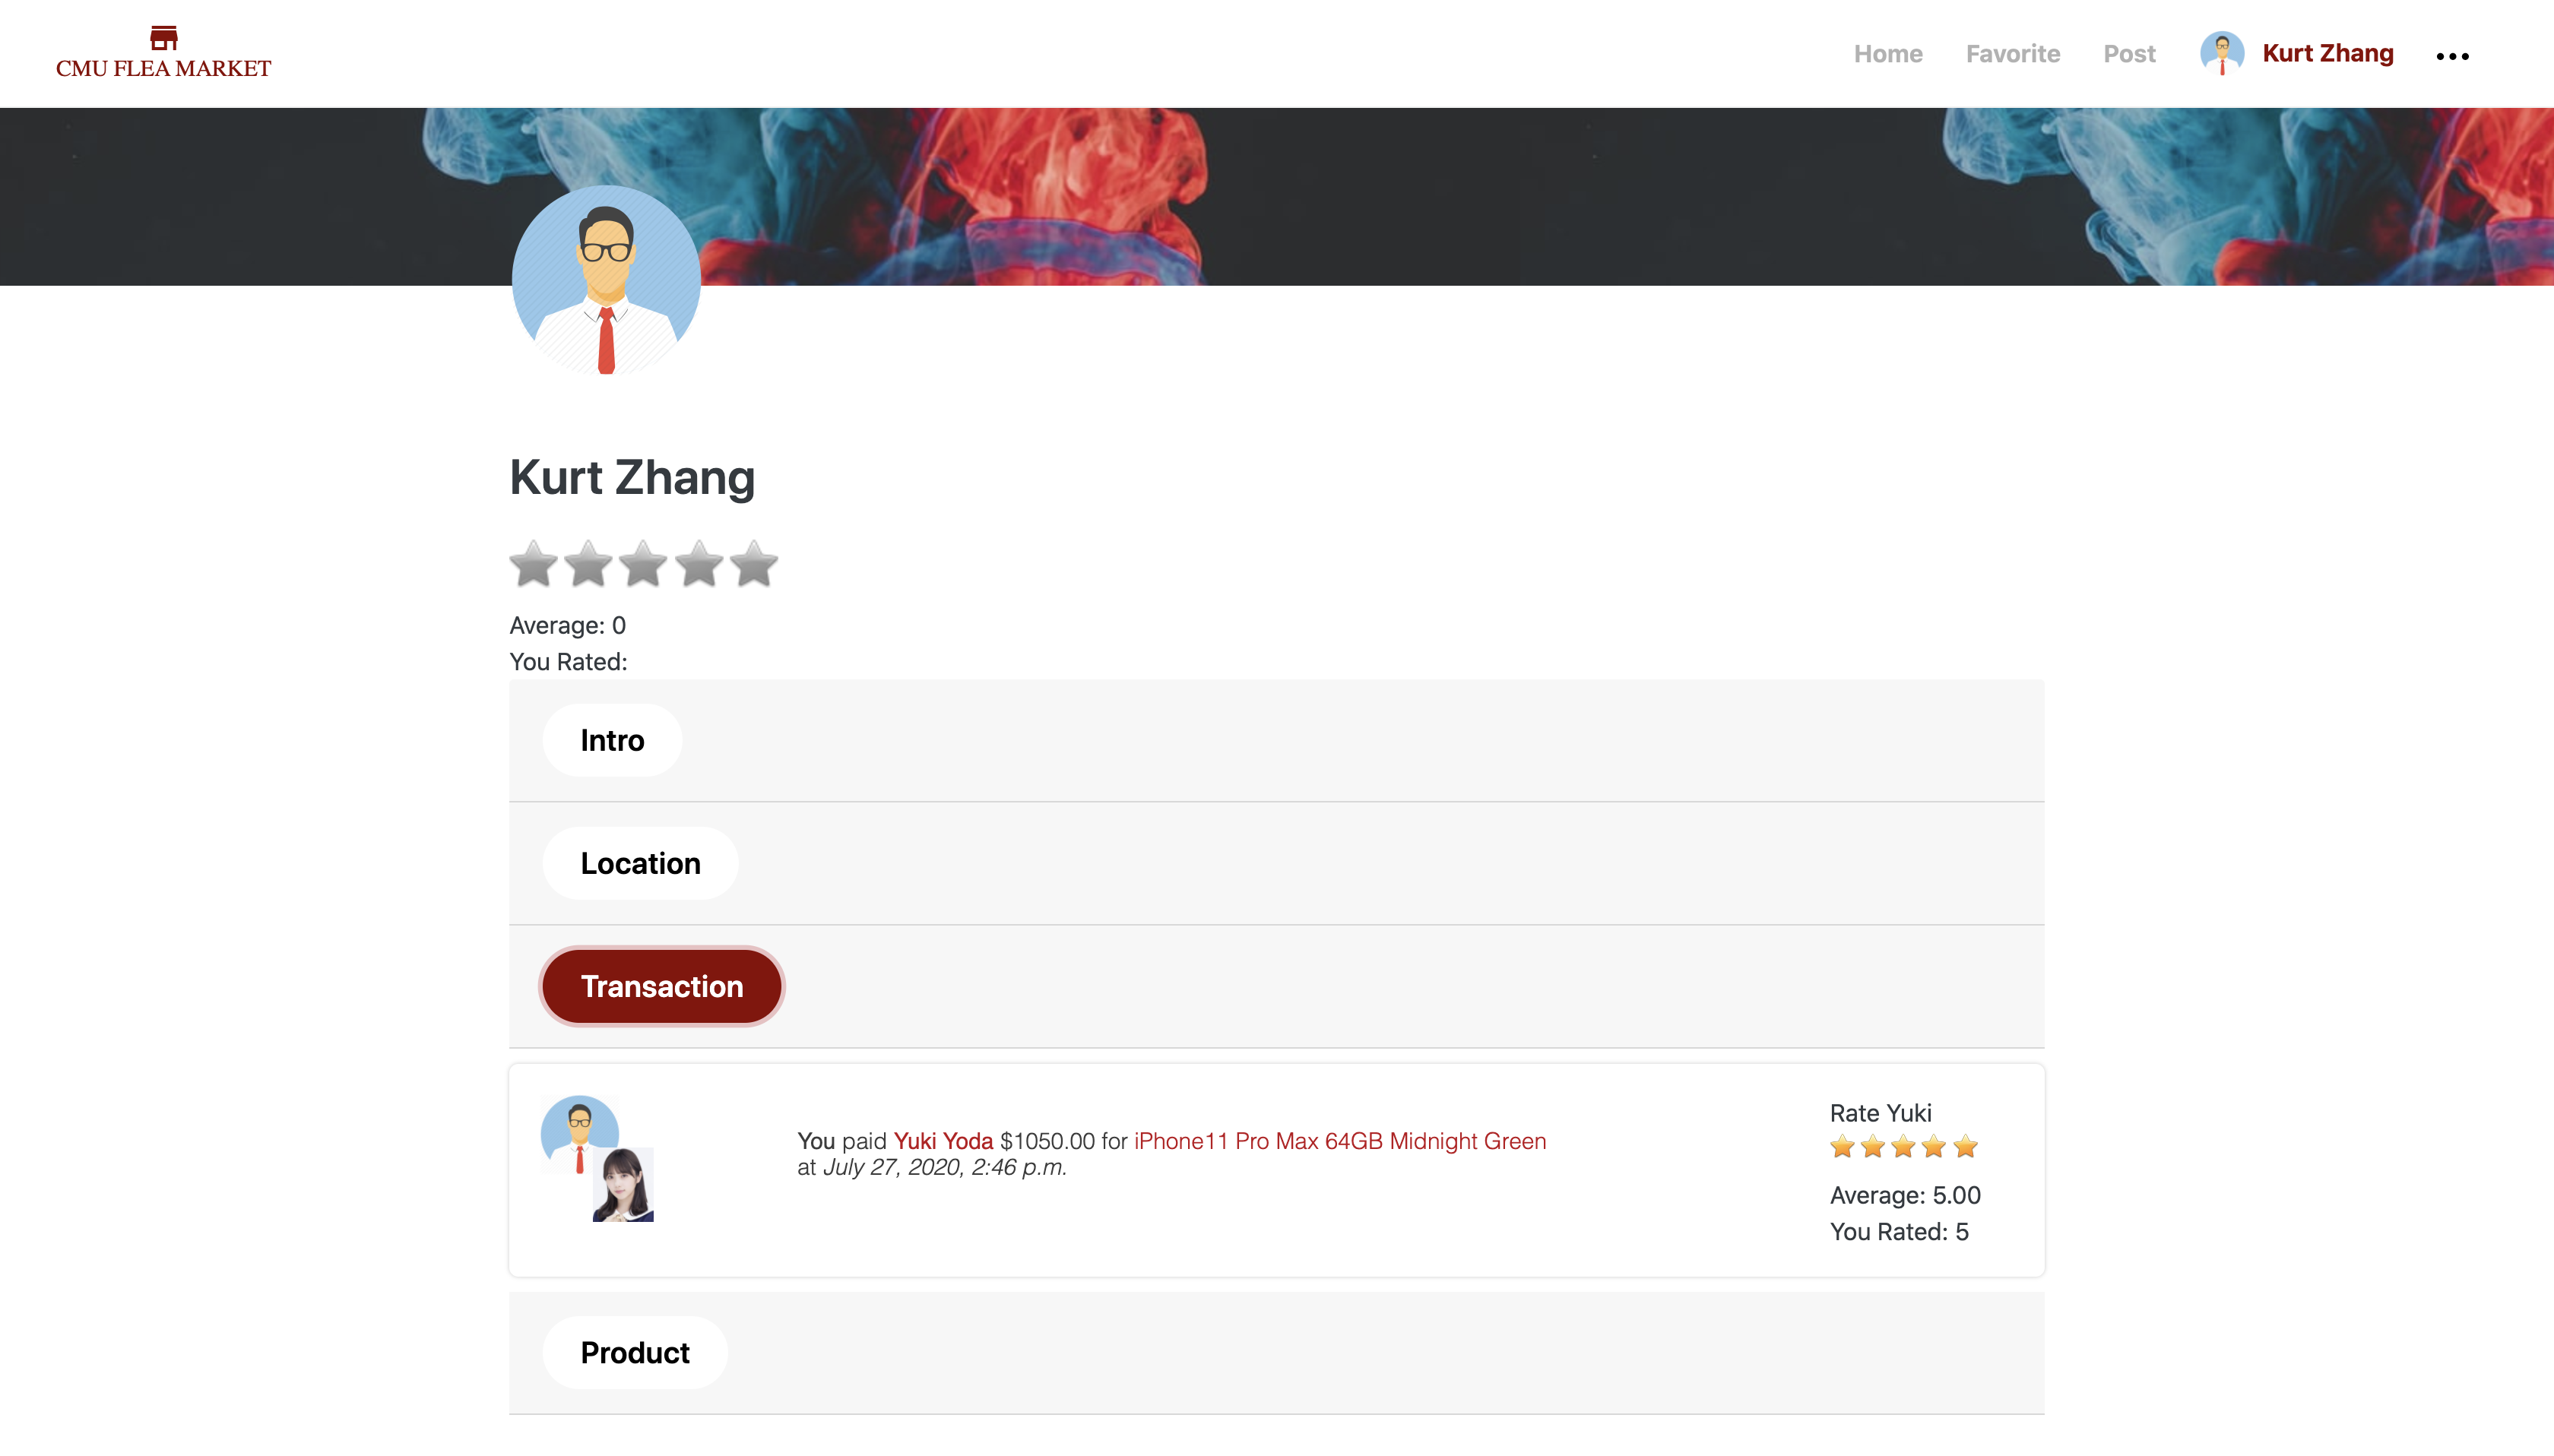 CMU FLEA MARKET
Home Favorite Post Kurt Zhang
Kurt Zhang
Average: 0
You Rated:
Intro
Location
Transaction
You paid Yuki Yoda $1050.00 for iPhone11 Pro Max 64GB Midnight Green
at July 27, 2020, 2:46 p.m.
Rate Yuki
Average: 5.00
You Rated: 5
Product